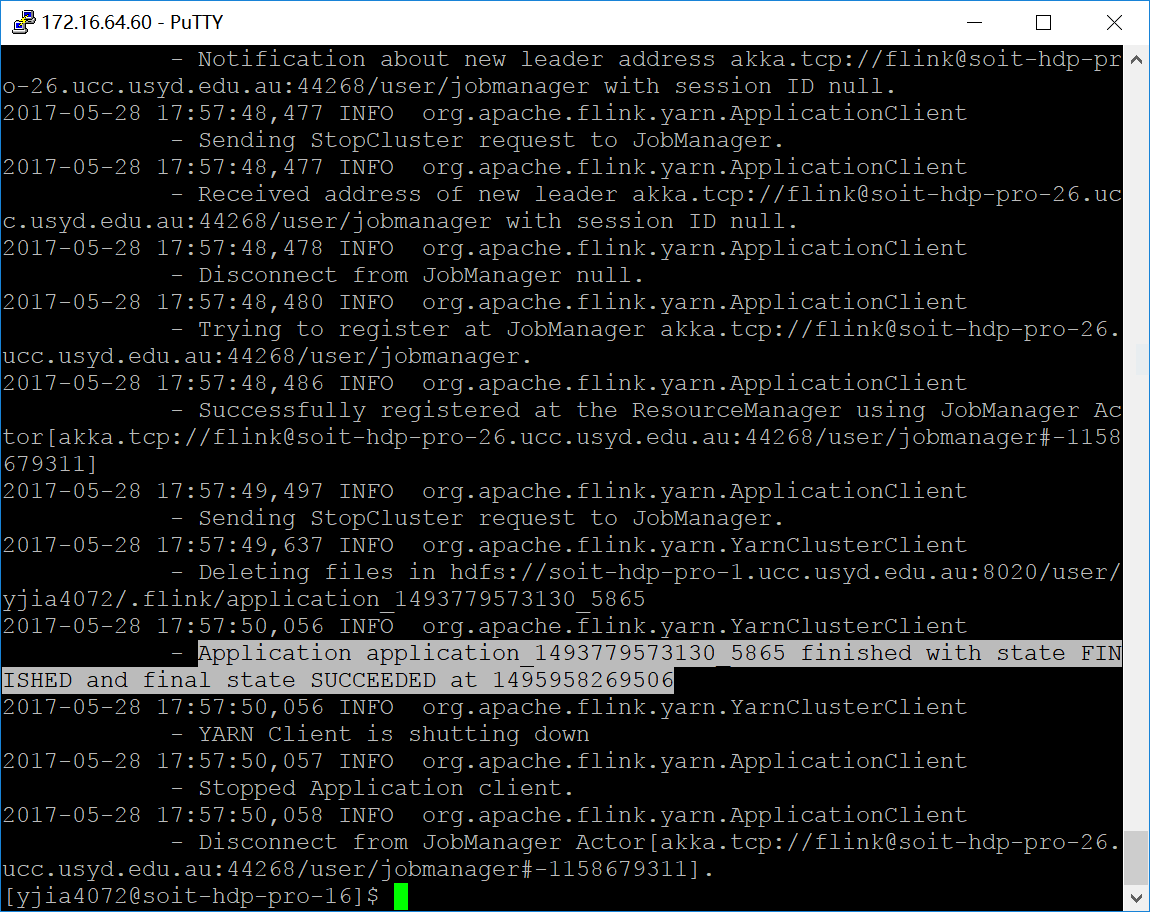 172.16.64.60 - PuTTY
- Notification about new leader address akka.tcp://flink@soit-hdp-pr
o-26.ucc.usyd.edu.au:44268/user/jobmanager with session ID null.
2017-05-28 17:57:48,477 INFO  org.apache.flink.yarn.ApplicationClient
- Sending StopCluster request to JobManager.
2017-05-28 17:57:48,477 INFO  org.apache.flink.yarn.ApplicationClient
- Received address of new leader akka.tcp://flink@soit-hdp-pro-26.uc
c.usyd.edu.au:44268/user/jobmanager with session ID null.
2017-05-28 17:57:48,478 INFO  org.apache.flink.yarn.ApplicationClient
- Disconnect from JobManager null.
2017-05-28 17:57:48,480 INFO  org.apache.flink.yarn.ApplicationClient
- Trying to register at JobManager akka.tcp://flink@soit-hdp-pro-26.
ucc.usyd.edu.au:44268/user/jobmanager.
2017-05-28 17:57:48,486 INFO  org.apache.flink.yarn.ApplicationClient
- Successfully registered at the ResourceManager using JobManager Ac
tor[akka.tcp://flink@soit-hdp-pro-26.ucc.usyd.edu.au:44268/user/jobmanager#-1158
679311]
2017-05-28 17:57:49,497 INFO  org.apache.flink.yarn.ApplicationClient
- Sending StopCluster request to JobManager.
2017-05-28 17:57:49,637 INFO  org.apache.flink.yarn.YarnClusterClient
- Deleting files in hdfs://soit-hdp-pro-1.ucc.usyd.edu.au:8020/user/
yjia4072/.flink/application_1493779573130_5865
2017-05-28 17:57:50,056 INFO  org.apache.flink.yarn.YarnClusterClient
- Application application_1493779573130_5865 finished with state FIN
ISHED and final state SUCCEEDED at 1495958269506
2017-05-28 17:57:50,056 INFO  org.apache.flink.yarn.YarnClusterClient
- YARN Client is shutting down
2017-05-28 17:57:50,057 INFO  org.apache.flink.yarn.ApplicationClient
- Stopped Application client.
2017-05-28 17:57:50,058 INFO  org.apache.flink.yarn.ApplicationClient
- Disconnect from JobManager Actor[akka.tcp://flink@soit-hdp-pro-26.
ucc.usyd.edu.au:44268/user/jobmanager#-1158679311].
[yjia4072@soit-hdp-pro-16]$